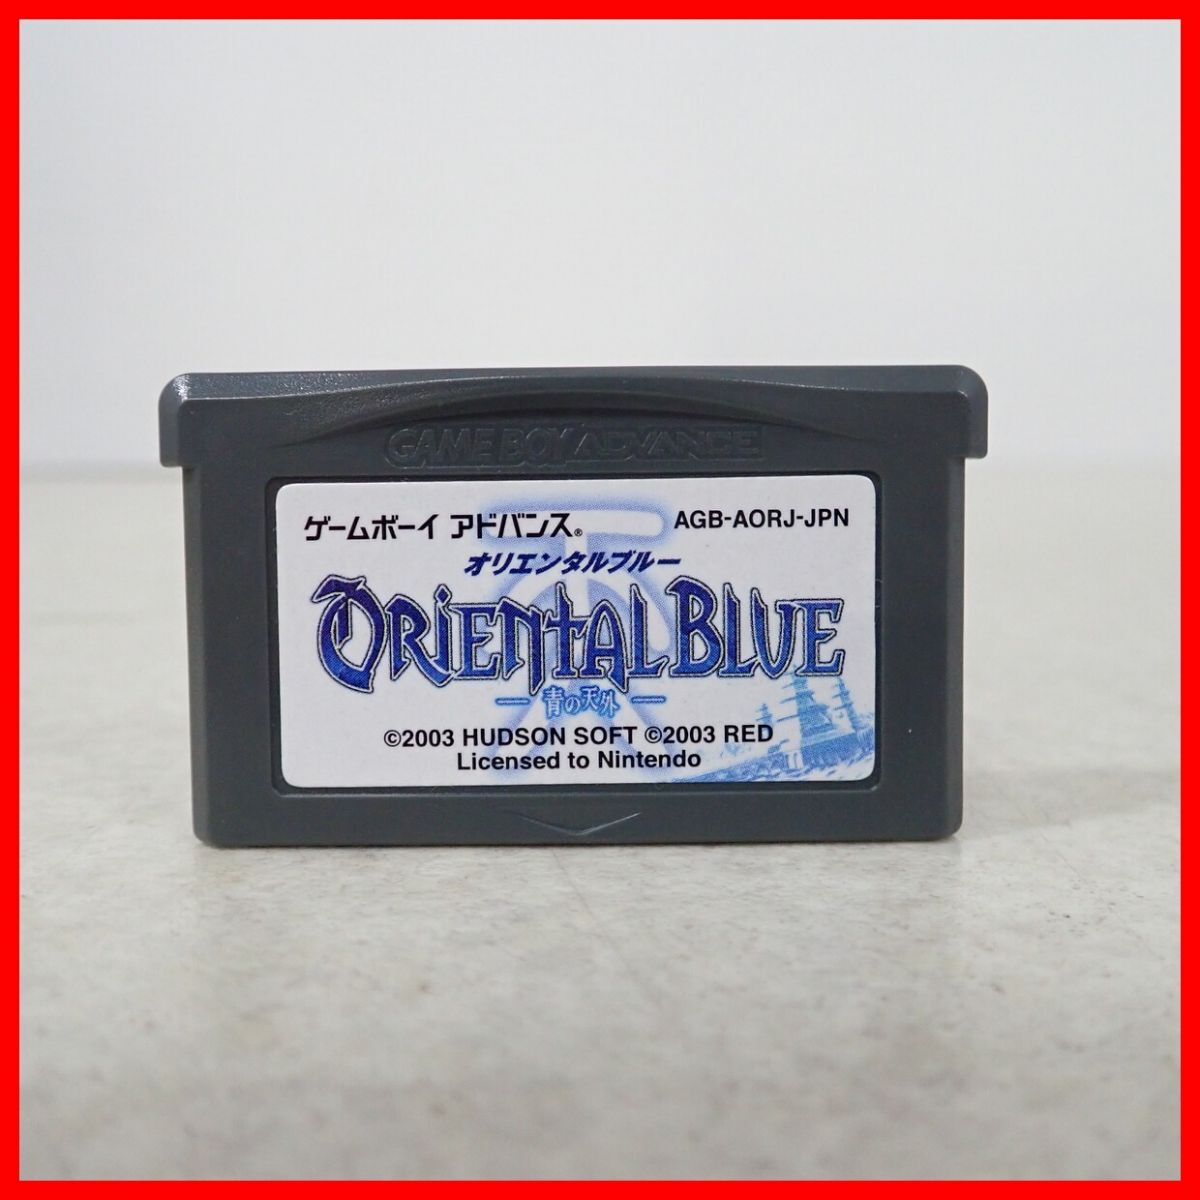 GAME BOY ADVANCE
ゲームボーイ アドバンス®
AGB-AORJ-JPN
オリエンタルブルー
ORIENTAL BLUE
― 青の天外 ―
©2003 HUDSON SOFT ©2003 RED
Licensed to Nintendo